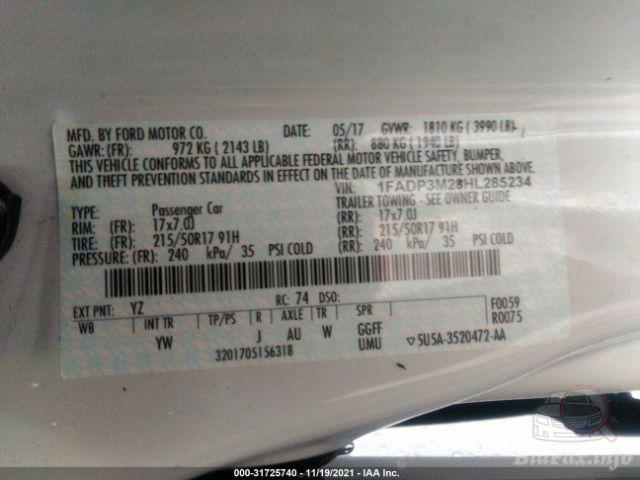 MFD. BY FORD MOTOR CO. DATE: 05/17 GVWR: 1810 KG ( 3990 LB)
GAWR: (FR): 972 KG ( 2143 LB) (RR): 880 KG ( 1940 LB)
THIS VEHICLE CONFORMS TO ALL APPLICABLE FEDERAL MOTOR VEHICLE SAFETY, BUMPER,
AND THEFT PREVENTION STANDARDS IN EFFECT ON THE DATE OF MANUFACTURE SHOWN ABOVE.
VIN: 1FADP3M28HL285234
TYPE: Passenger Car TRAILER TOWING - SEE OWNER GUIDE
RIM: (FR): 17x7.0J (RR): 17x7.0J
TIRE: (FR): 215/50R17 91H (RR): 215/50R17 91H
PRESSURE: (FR): 240 kPa/ 35 PSI COLD (RR): 240 kPa/ 35 PSI COLD
EXT PNT: YZ RC: 74 DSO:
WB INT TR TP/PS R AXLE TR SPR F0059
YW J AU W GGFF R0075
3201705156318 UMU ▽5U5A-3520472-AA
000-31725740 - 11/19/2021 - IAA Inc.
BidFax.info